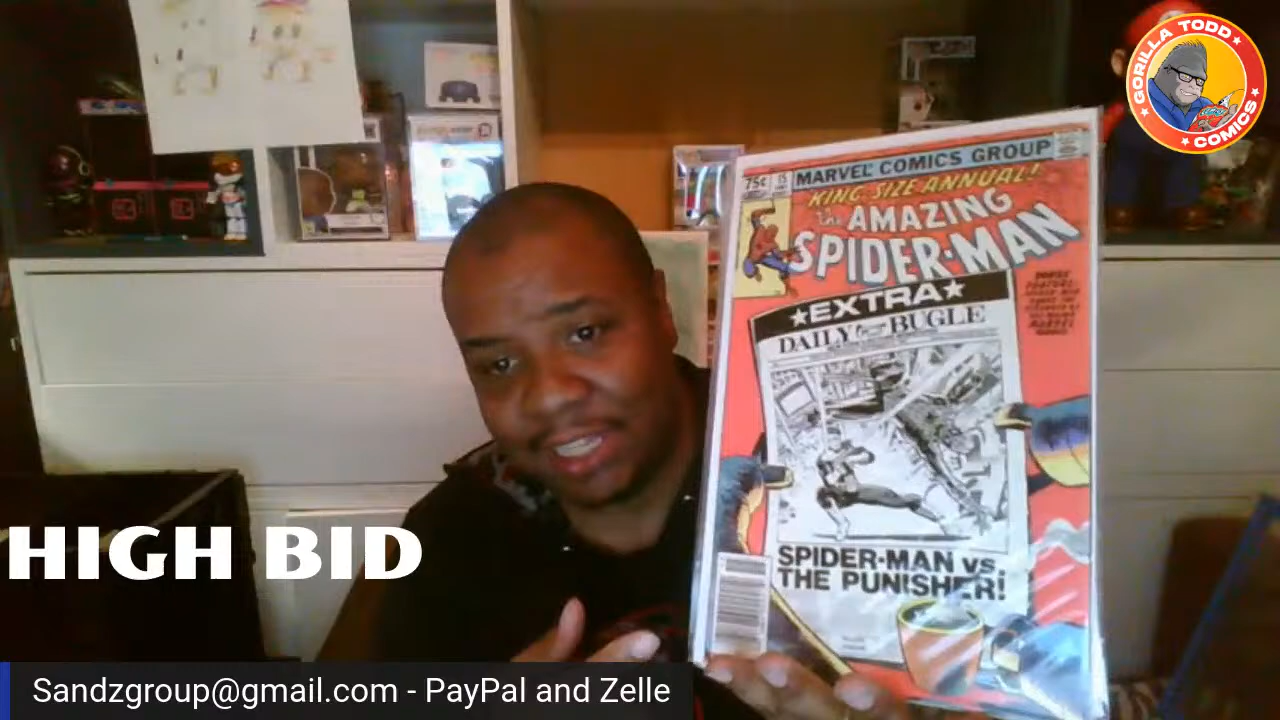 GORILLA TODD
COMICS
MARVEL COMICS GROUP
75¢
15
KING-SIZE ANNUAL!
The AMAZING
SPIDER-MAN
★EXTRA★
DAILY BUGLE
SPIDER-MAN vs.
THE PUNISHER!
HIGH BID
Sandzgroup@gmail.com - PayPal and Zelle